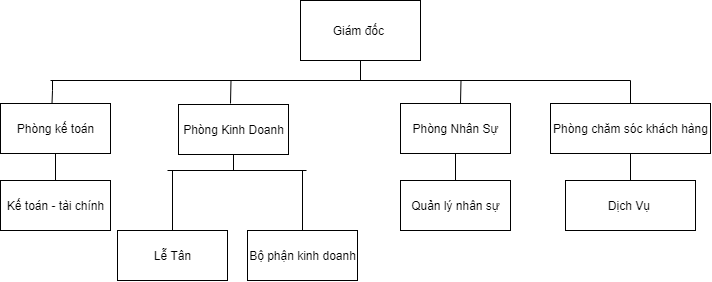 Giám đốc
Phòng kế toán
Phòng Kinh Doanh
Phòng Nhân Sự
Phòng chăm sóc khách hàng
Kế toán - tài chính
Quản lý nhân sự
Dịch Vụ
Lễ Tân
Bộ phận kinh doanh